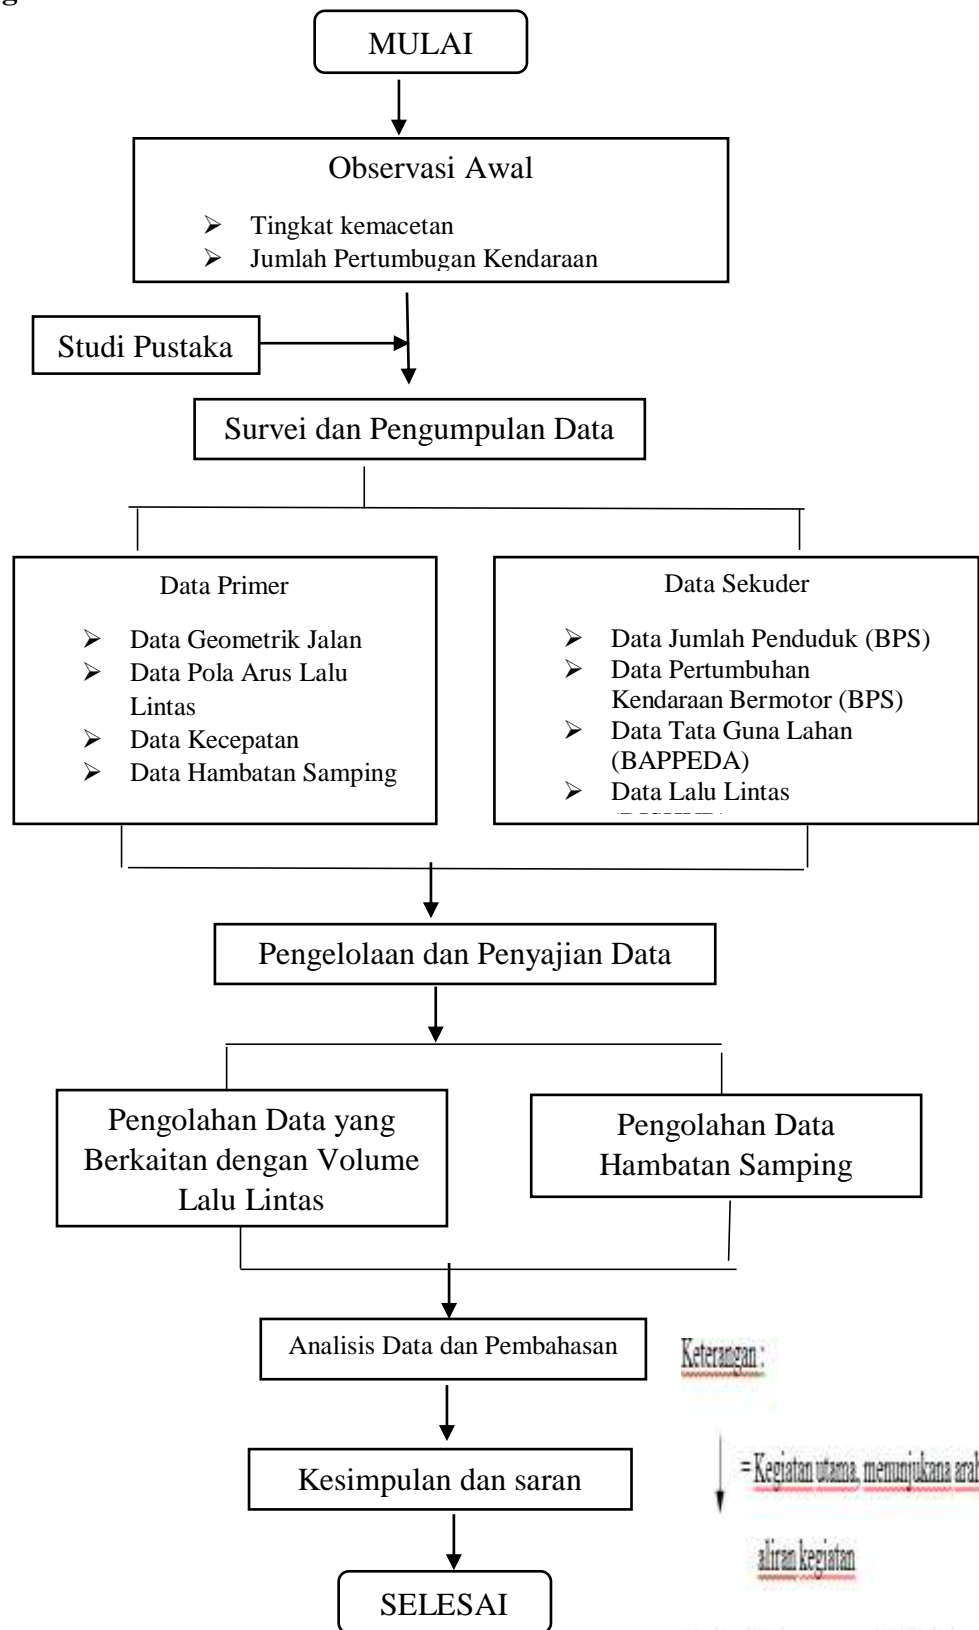 g
MULAI
Observasi Awal
➢ Tingkat kemacetan
➢ Jumlah Pertumbugan Kendaraan
Studi Pustaka
Survei dan Pengumpulan Data
Data Primer
➢ Data Geometrik Jalan
➢ Data Pola Arus Lalu
Lintas
➢ Data Kecepatan
➢ Data Hambatan Samping
Data Sekuder
➢ Data Jumlah Penduduk (BPS)
➢ Data Pertumbuhan
Kendaraan Bermotor (BPS)
➢ Data Tata Guna Lahan
(BAPPEDA)
➢ Data Lalu Lintas
Pengelolaan dan Penyajian Data
Pengolahan Data yang
Berkaitan dengan Volume
Lalu Lintas
Pengolahan Data
Hambatan Samping
Analisis Data dan Pembahasan
Kesimpulan dan saran
SELESAI
Keterangan :
= Kegiatan utama, menunjukana arah
aliran kegiatan